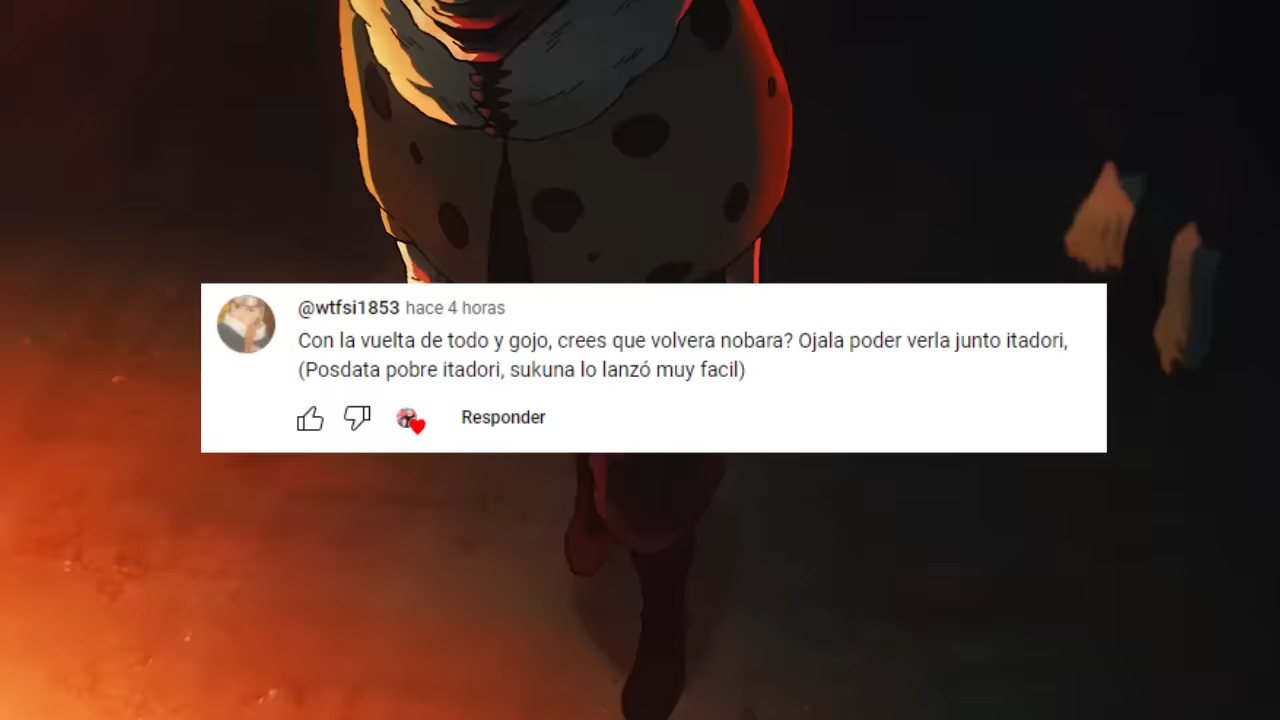 @wtfsi1853 hace 4 horas
Con la vuelta de todo y gojo, crees que volvera nobara? Ojala poder verla junto itadori,
(Posdata pobre itadori, sukuna lo lanzó muy facil)
Responder